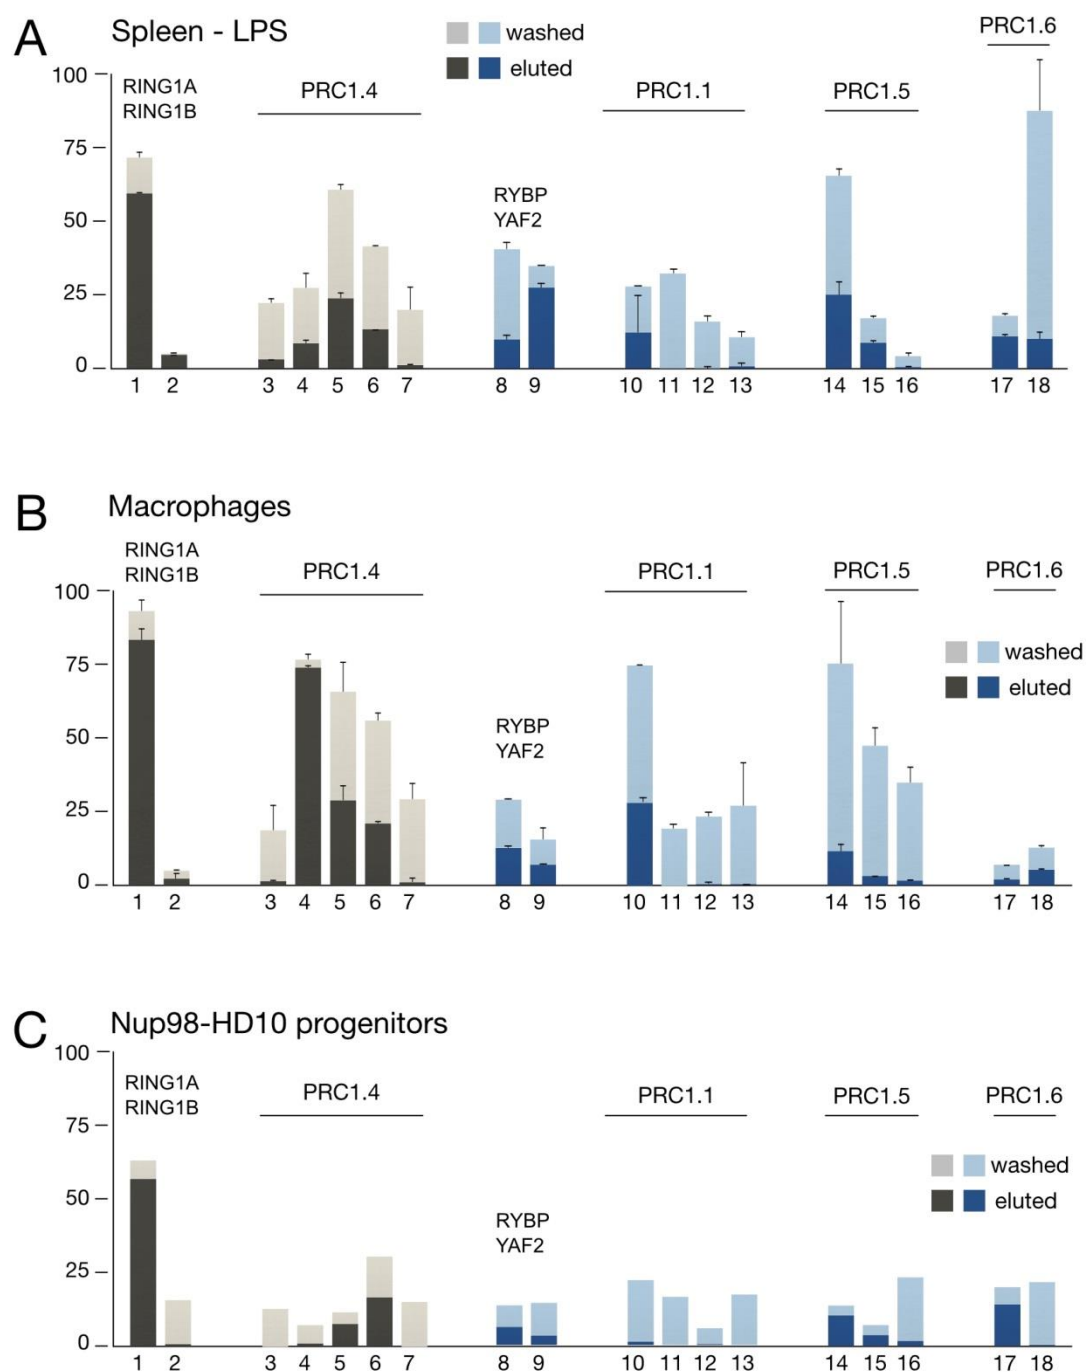 A
Spleen - LPS
washed
eluted
PRC1.6
RING1A
RING1B
PRC1.4
PRC1.1
PRC1.5
RYBP
YAF2
100
75
50
25
0
1 2 3 4 5 6 7 8 9 10 11 12 13 14 15 16 17 18
B
Macrophages
RING1A
RING1B
PRC1.4
PRC1.1
PRC1.5
PRC1.6
washed
eluted
RYBP
YAF2
100
75
50
25
0
1 2 3 4 5 6 7 8 9 10 11 12 13 14 15 16 17 18
C
Nup98-HD10 progenitors
RING1A
RING1B
PRC1.4
PRC1.1
PRC1.5
PRC1.6
washed
eluted
RYBP
YAF2
100
75
50
25
0
1 2 3 4 5 6 7 8 9 10 11 12 13 14 15 16 17 18